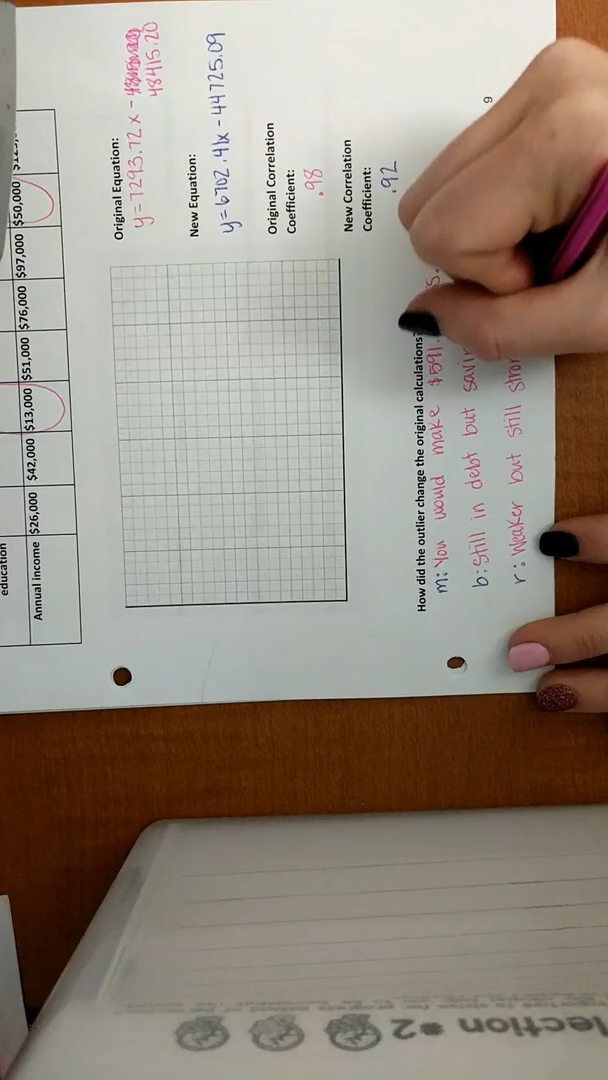 education
Annual income $26,000 $42,000 $13,000 $51,000 $76,000 $97,000 $50,000
Original Equation:
y=7293.72x -
48415.20
New Equation:
y=6702.41x - 44725.09
Original Correlation
Coefficient:
.98
New Correlation
Coefficient:
.92
How did the outlier change the original calculations?
m: You would make $591.
b: Still in debt but
r: Weaker but still
9
lection #2